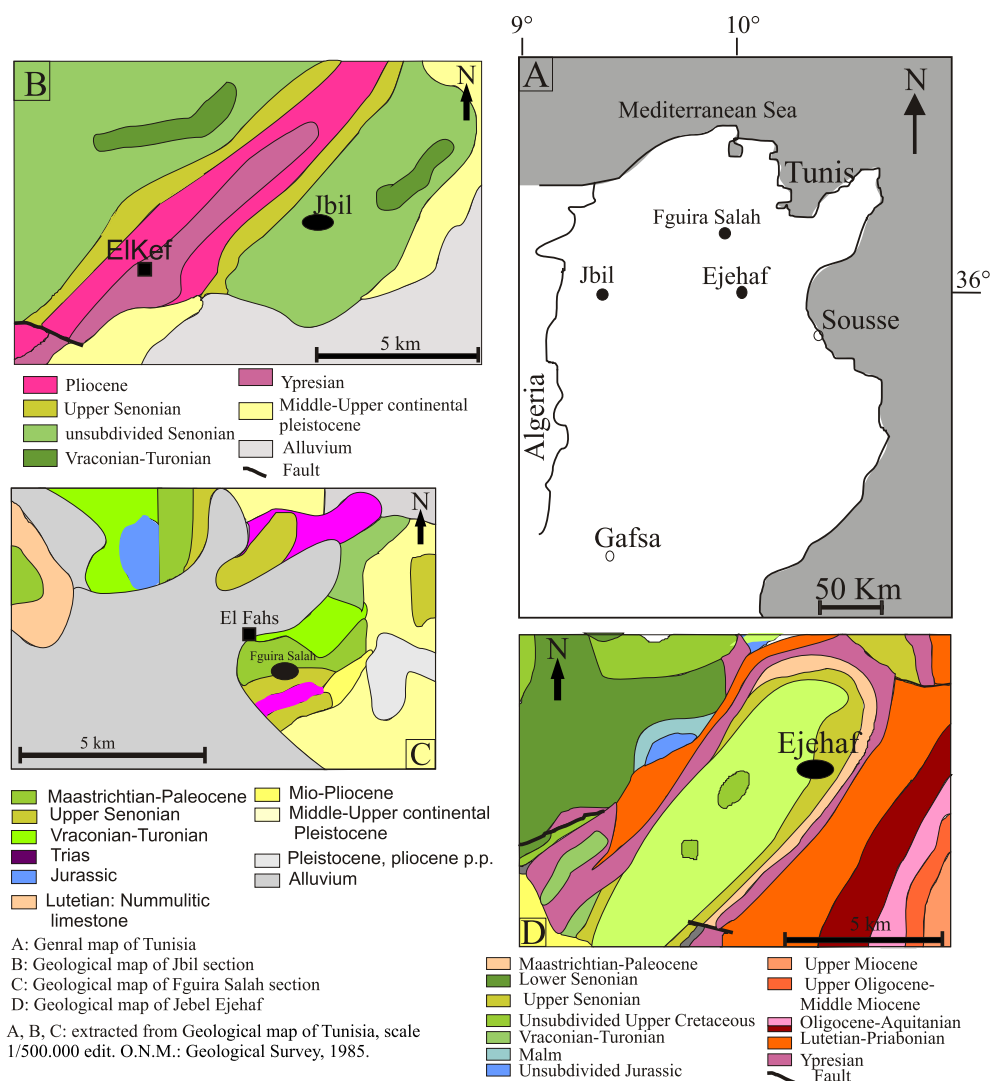 9°
10°
B
N
Jbil
ElKef
5 km
Pliocene
Upper Senonian
unsubdivided Senonian
Vraconian-Turonian
Ypresian
Middle-Upper continental
pleistocene
Alluvium
Fault
A
N
Mediterranean Sea
Tunis
Fguira Salah
Jbil
Ejehaf
36°
Sousse
Algeria
Gafsa
50 Km
N
El Fahs
Fguira Salah
5 km
C
Maastrichtian-Paleocene
Upper Senonian
Vraconian-Turonian
Trias
Jurassic
Lutetian: Nummulitic
limestone
Mio-Pliocene
Middle-Upper continental
Pleistocene
Pleistocene, pliocene p.p.
Alluvium
A: Genral map of Tunisia
B: Geological map of Jbil section
C: Geological map of Fguira Salah section
D: Geological map of Jebel Ejehaf
A, B, C: extracted from Geological map of Tunisia, scale
1/500.000 edit. O.N.M.: Geological Survey, 1985.
N
Ejehaf
D
5 km
Maastrichtian-Paleocene
Lower Senonian
Upper Senonian
Unsubdivided Upper Cretaceous
Vraconian-Turonian
Malm
Unsubdivided Jurassic
Upper Miocene
Upper Oligocene-
Middle Miocene
Oligocene-Aquitanian
Lutetian-Priabonian
Ypresian
Fault